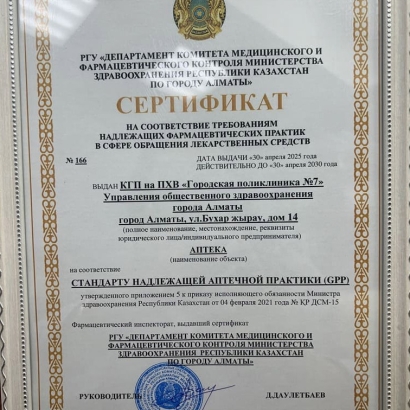 РГУ «ДЕПАРТАМЕНТ КОМИТЕТА МЕДИЦИНСКОГО И
ФАРМАЦЕВТИЧЕСКОГО КОНТРОЛЯ МИНИСТЕРСТВА
ЗДРАВООХРАНЕНИЯ РЕСПУБЛИКИ КАЗАХСТАН
ПО ГОРОДУ АЛМАТЫ»
СЕРТИФИКАТ
НА СООТВЕТСТВИЕ ТРЕБОВАНИЯМ
НАДЛЕЖАЩИХ ФАРМАЦЕВТИЧЕСКИХ ПРАКТИК
В СФЕРЕ ОБРАЩЕНИЯ ЛЕКАРСТВЕННЫХ СРЕДСТВ
№ 166
ДАТА ВЫДАЧИ «30» апреля 2025 года
ДЕЙСТВИТЕЛЬНО ДО «30» апреля 2030 года
ВЫДАН КГП на ПХВ «Городская поликлиника №7»
Управления общественного здравоохранения
города Алматы
город Алматы, ул.Бухар жырау, дом 14
(полное наименование, местонахождение, реквизиты
юридического лица/индивидуального предпринимателя)
АПТЕКА
(наименование объекта)
на соответствие
СТАНДАРТУ НАДЛЕЖАЩЕЙ АПТЕЧНОЙ ПРАКТИКИ (GPP)
утвержденного приложением 5 к приказу исполняющего обязанности Министра
здравоохранения Республики Казахстан от 04 февраля 2021 года № ҚР ДСМ-15
Фармацевтический инспекторат, выдавший сертификат
РГУ «ДЕПАРТАМЕНТ КОМИТЕТА МЕДИЦИНСКОГО И
ФАРМАЦЕВТИЧЕСКОГО КОНТРОЛЯ МИНИСТЕРСТВА
ЗДРАВООХРАНЕНИЯ РЕСПУБЛИКИ КАЗАХСТАН
ПО ГОРОДУ АЛМАТЫ»
РУКОВОДИТЕЛЬ
Д.ДАУЛЕТБАЕВ